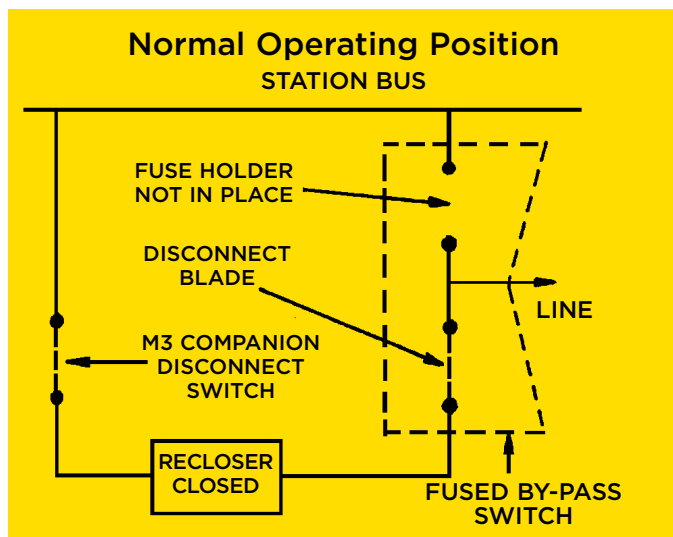 Normal Operating Position
STATION BUS
FUSE HOLDER
NOT IN PLACE
DISCONNECT
BLADE
LINE
M3 COMPANION
DISCONNECT
SWITCH
RECLOSER
CLOSED
FUSED BY-PASS
SWITCH